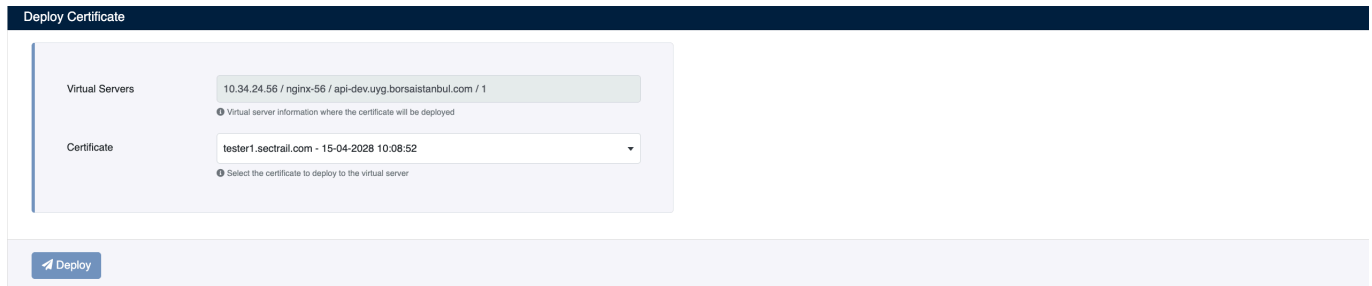 Deploy Certificate
Virtual Servers
10.34.24.56 / nginx-56 / api-dev.uyg.borsaistanbul.com / 1
Virtual server information where the certificate will be deployed
Certificate
tester1.sectrail.com - 15-04-2028 10:08:52
Select the certificate to deploy to the virtual server
Deploy